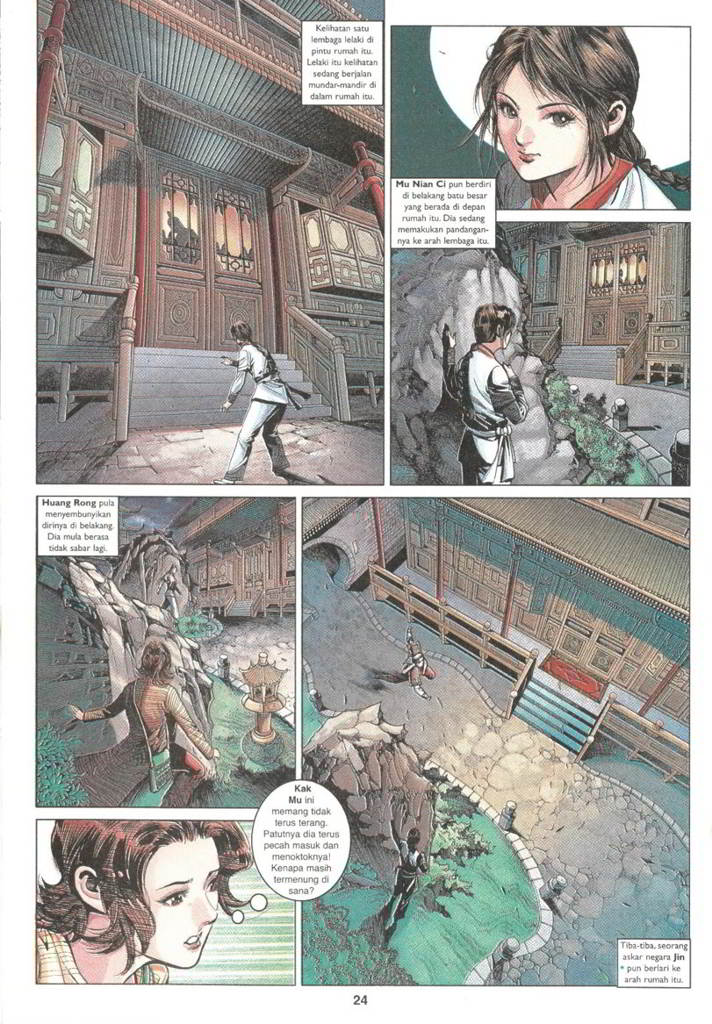 Kelihatan satu
lembaga lelaki di
pintu rumah itu.
Lelaki itu kelihatan
sedang berjalan
mundar-mandir di
dalam rumah itu.
Mu Nian Ci pun berdiri
di belakang batu besar
yang berada di depan
rumah itu. Dia sedang
memakukan pandangan-
nya ke arah lembaga itu.
Huang Rong pula
menyembunyikan
dirinya di belakang.
Dia mula berasa
tidak sabar lagi.
Kak
Mu ini
memang tidak
terus terang.
Patutnya dia terus
pecah masuk dan
menoktoknya!
Kenapa masih
termenung di
sana?
Tiba-tiba, seorang
askar negara Jin
* pun berlari ke
arah rumah itu.
24